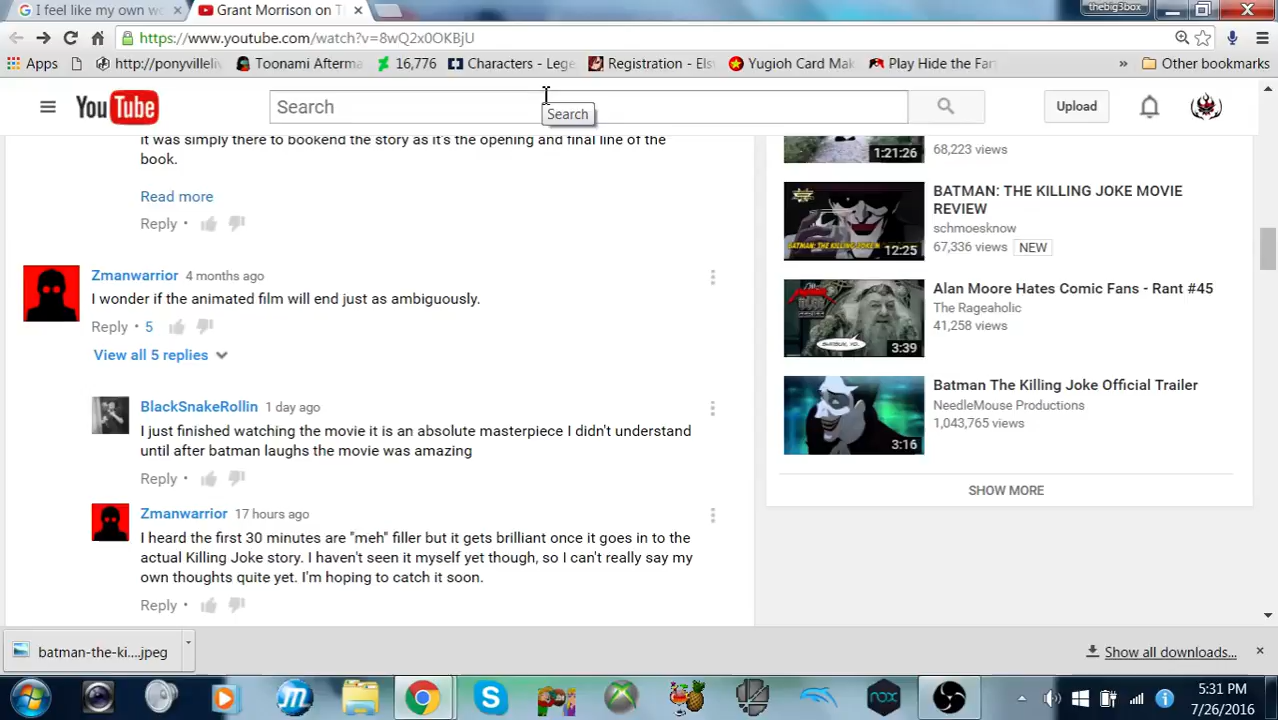 I feel like my own wo
Grant Morrison on T
thebig3box
https://www.youtube.com/watch?v=8wQ2x0OKBjU
Apps
http://ponyvilleliv
Toonami Afterma
16,776
Characters - Lege
Registration - Els
Yugioh Card Mak
Play Hide the Fan
»
Other bookmarks
YouTube
Search
Upload
Search
It was simply there to bookend the story as it's the opening and final line of the
book.
Read more
Reply •
Zmanwarrior 4 months ago
I wonder if the animated film will end just as ambiguously.
Reply • 5
View all 5 replies
BlackSnakeRollin 1 day ago
I just finished watching the movie it is an absolute masterpiece I didn't understand
until after batman laughs the movie was amazing
Reply •
Zmanwarrior 17 hours ago
I heard the first 30 minutes are "meh" filler but it gets brilliant once it goes in to the
actual Killing Joke story. I haven't seen it myself yet though, so I can't really say my
own thoughts quite yet. I'm hoping to catch it soon.
Reply •
1:21:26
68,223 views
BATMAN: THE KILLING JOKE MOVIE
REVIEW
schmoesknow
67,336 views NEW
12:25
Alan Moore Hates Comic Fans - Rant #45
The Rageaholic
41,258 views
3:39
Batman The Killing Joke Official Trailer
NeedleMouse Productions
1,043,765 views
3:16
SHOW MORE
batman-the-ki....jpeg
Show all downloads...
nox
5:31 PM
7/26/2016